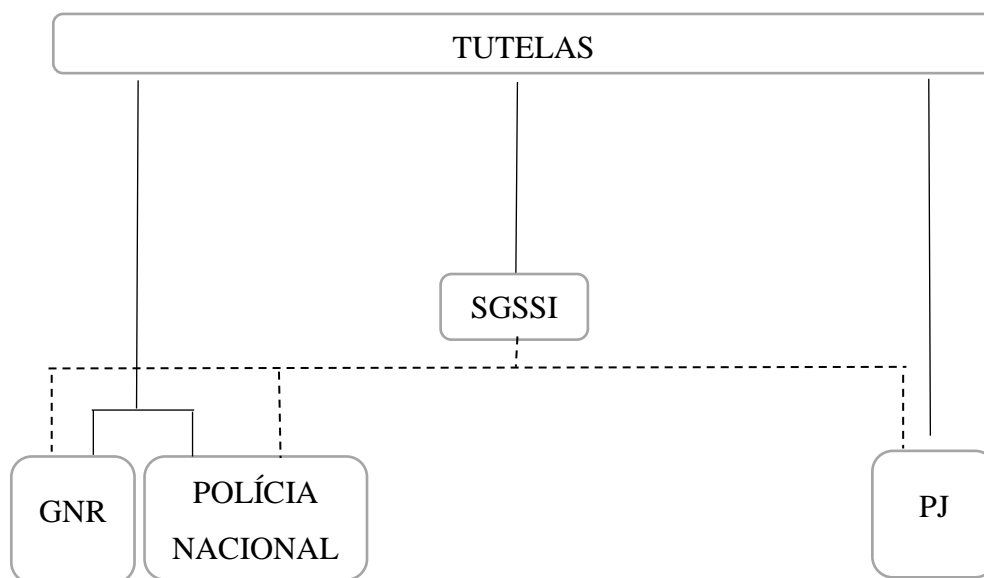 TUTELAS
SGSSI
GNR
POLÍCIA
NACIONAL
PJ